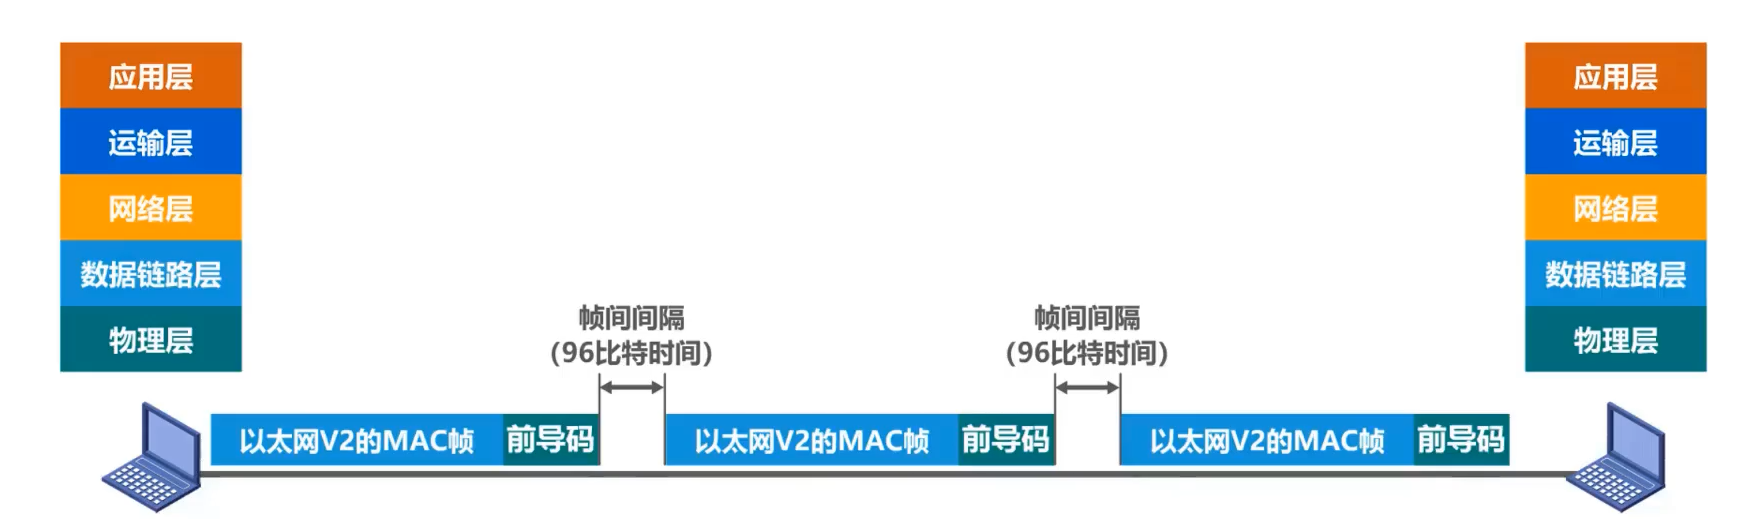 应用层
运输层
网络层
数据链路层
物理层
应用层
运输层
网络层
数据链路层
物理层
帧间间隔
（96比特时间）
帧间间隔
（96比特时间）
以太网V2的MAC帧 前导码 以太网V2的MAC帧 前导码 以太网V2的MAC帧 前导码